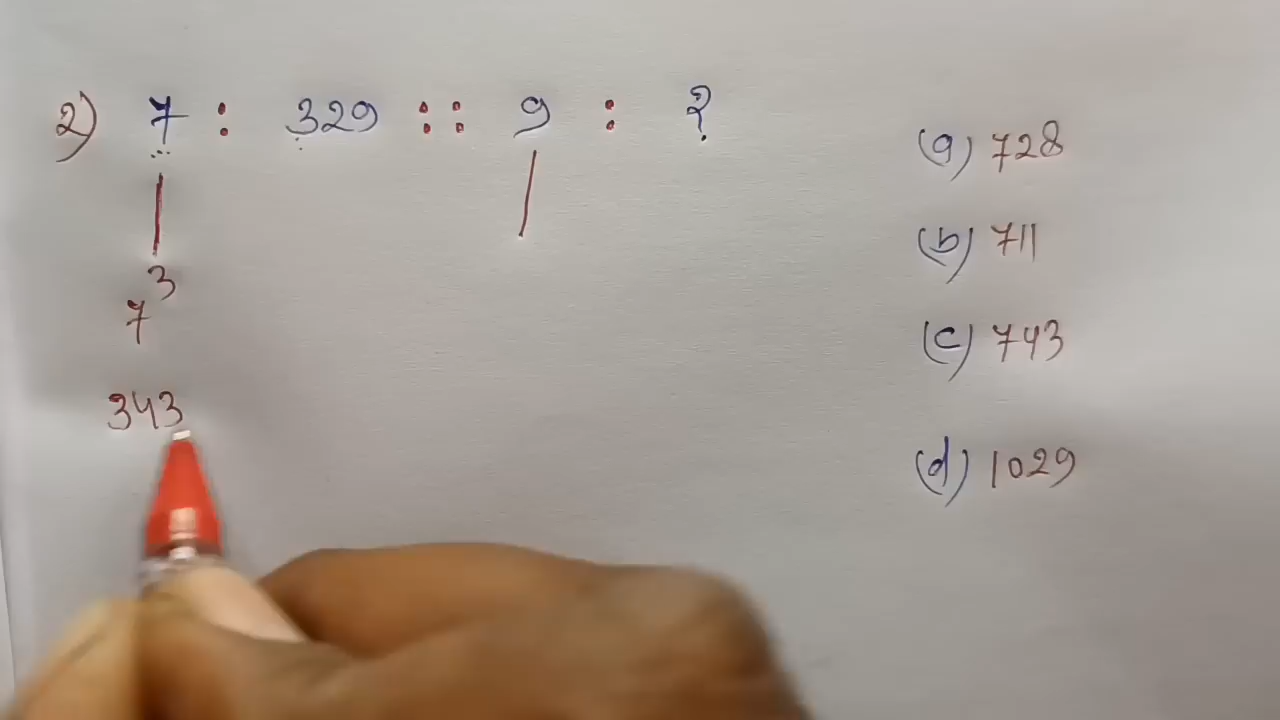 2) 7 : 329 :: 9 : ?
7³
343
(a) 728
(b) 711
(c) 743
(d) 1029